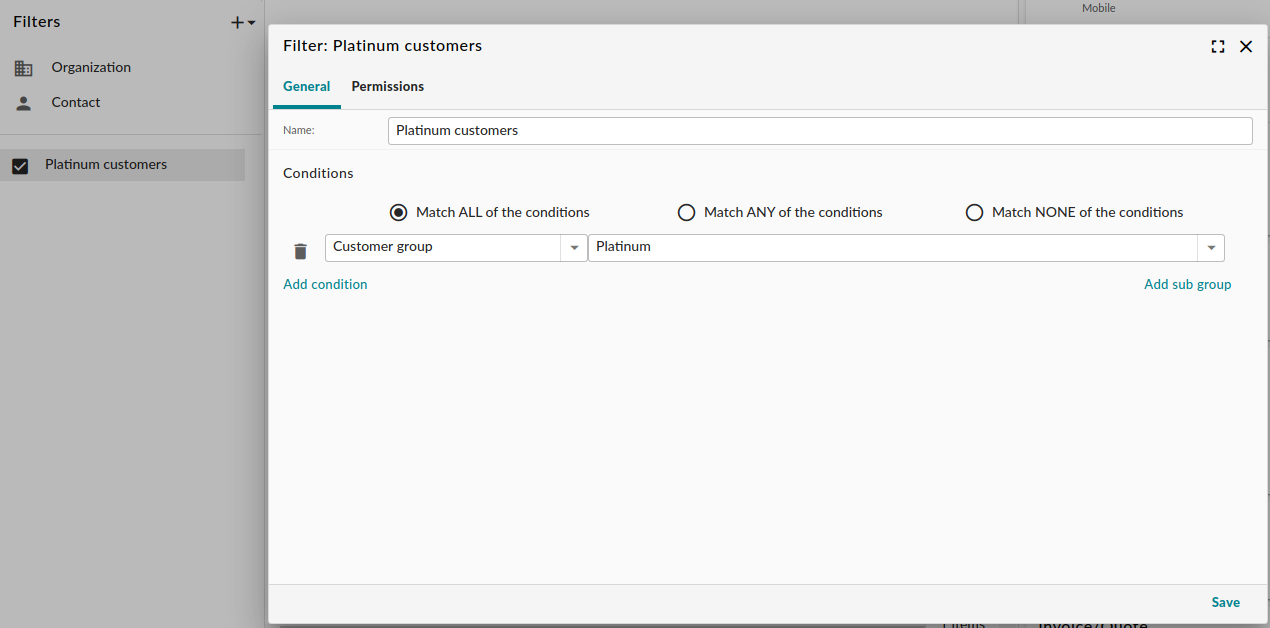 Filters
Organization
Contact
Platinum customers
Mobile
Filter: Platinum customers
General Permissions
Name: Platinum customers
Conditions
Match ALL of the conditions Match ANY of the conditions Match NONE of the conditions
Customer group Platinum
Add condition Add sub group
Save
Invoice/Quote